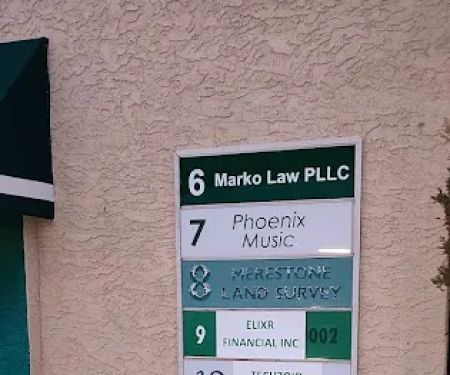 6 Marko Law PLLC
7 Phoenix
Music
8 MERESTONE
LAND SURVEY
9 ELIXR 002
FINANCIAL INC